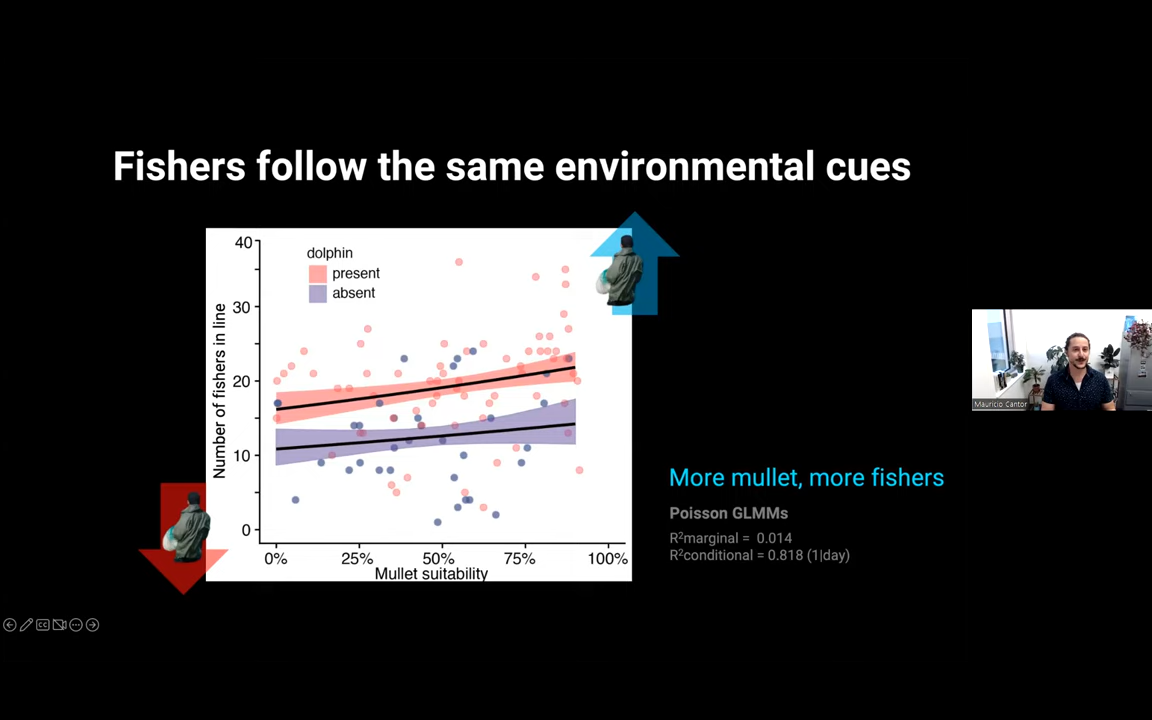 Fishers follow the same environmental cues
40
30
20
10
0
Number of fishers in line
dolphin
present
absent
0% 25% 50% 75% 100%
Mullet suitability
More mullet, more fishers
Poisson GLMMs
R²marginal = 0.014
R²conditional = 0.818 (1|day)
Mauricio Cantor
CC